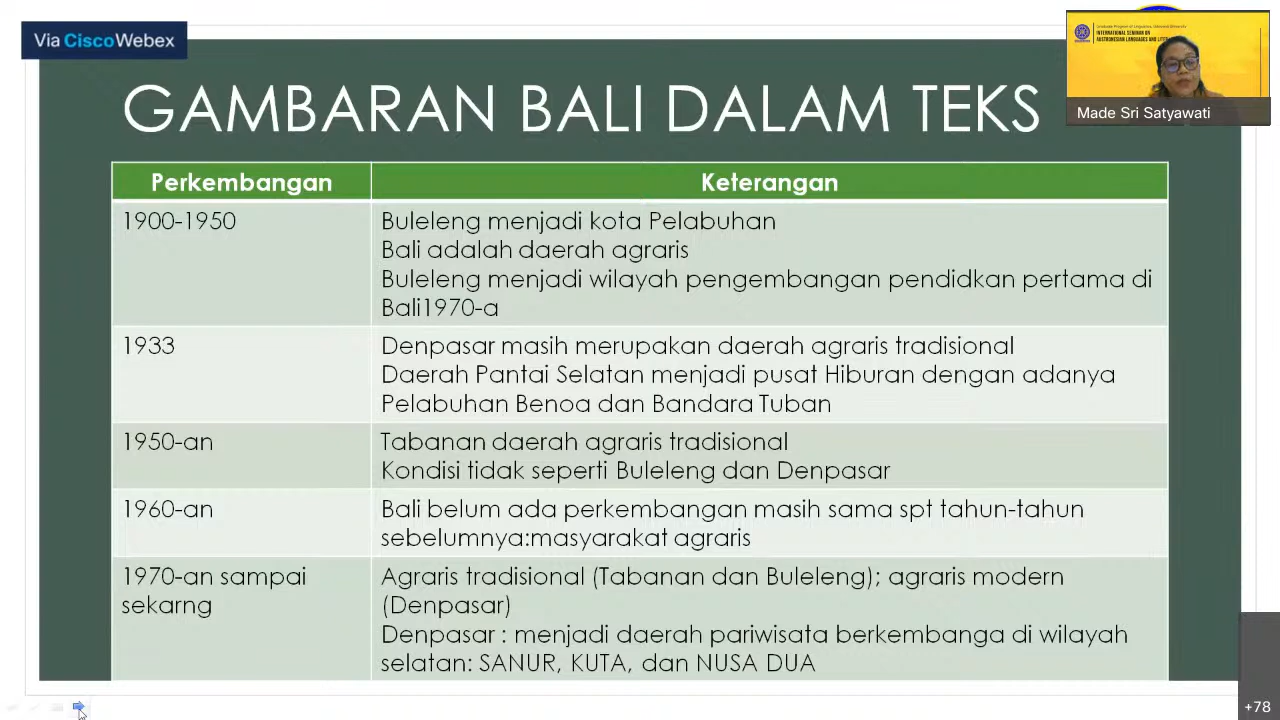 Via CiscoWebex
GAMBARAN BALI DALAM TEKS
INTERNATIONAL SEMINAR ON
Made Sri Satyawati
Perkembangan
Keterangan
1900-1950
Buleleng menjadi kota Pelabuhan
Bali adalah daerah agraris
Buleleng menjadi wilayah pengembangan pendidkan pertama di
Bali1970-a
1933
Denpasar masih merupakan daerah agraris tradisional
Daerah Pantai Selatan menjadi pusat Hiburan dengan adanya
Pelabuhan Benoa dan Bandara Tuban
1950-an
Tabanan daerah agraris tradisional
Kondisi tidak seperti Buleleng dan Denpasar
1960-an
Bali belum ada perkembangan masih sama spt tahun-tahun
sebelumnya:masyarakat agraris
1970-an sampai
sekarng
Agraris tradisional (Tabanan dan Buleleng); agraris modern
(Denpasar)
Denpasar : menjadi daerah pariwisata berkembanga di wilayah
selatan: SANUR, KUTA, dan NUSA DUA
+78